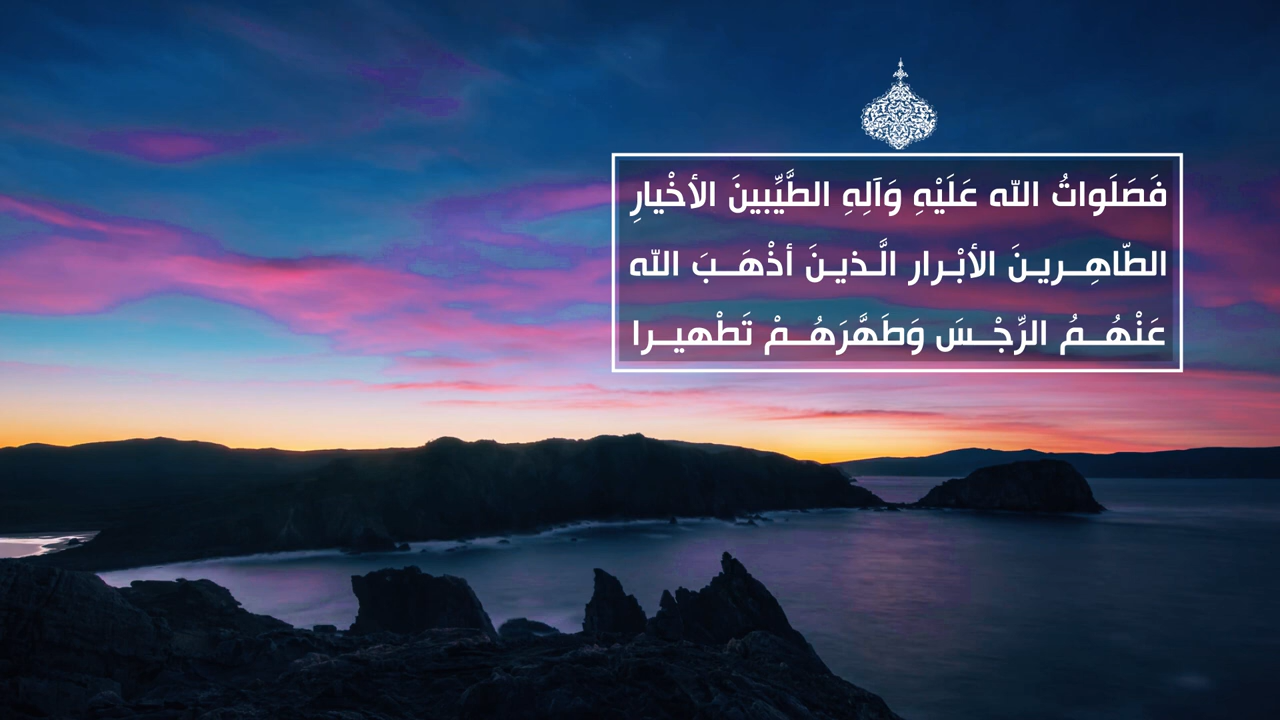 فَصَلَواتُ اللّه عَلَيْهِ وَآلِهِ الطَّيِّبينَ الأخْيارِ
الطّاهِـرينَ الأبْـرار الَّـذيـنَ أذْهَـبَ اللّه
عَنْهُـمُ الرِّجْـسَ وَطَهَّرَهُـمْ تَطْهيـرا